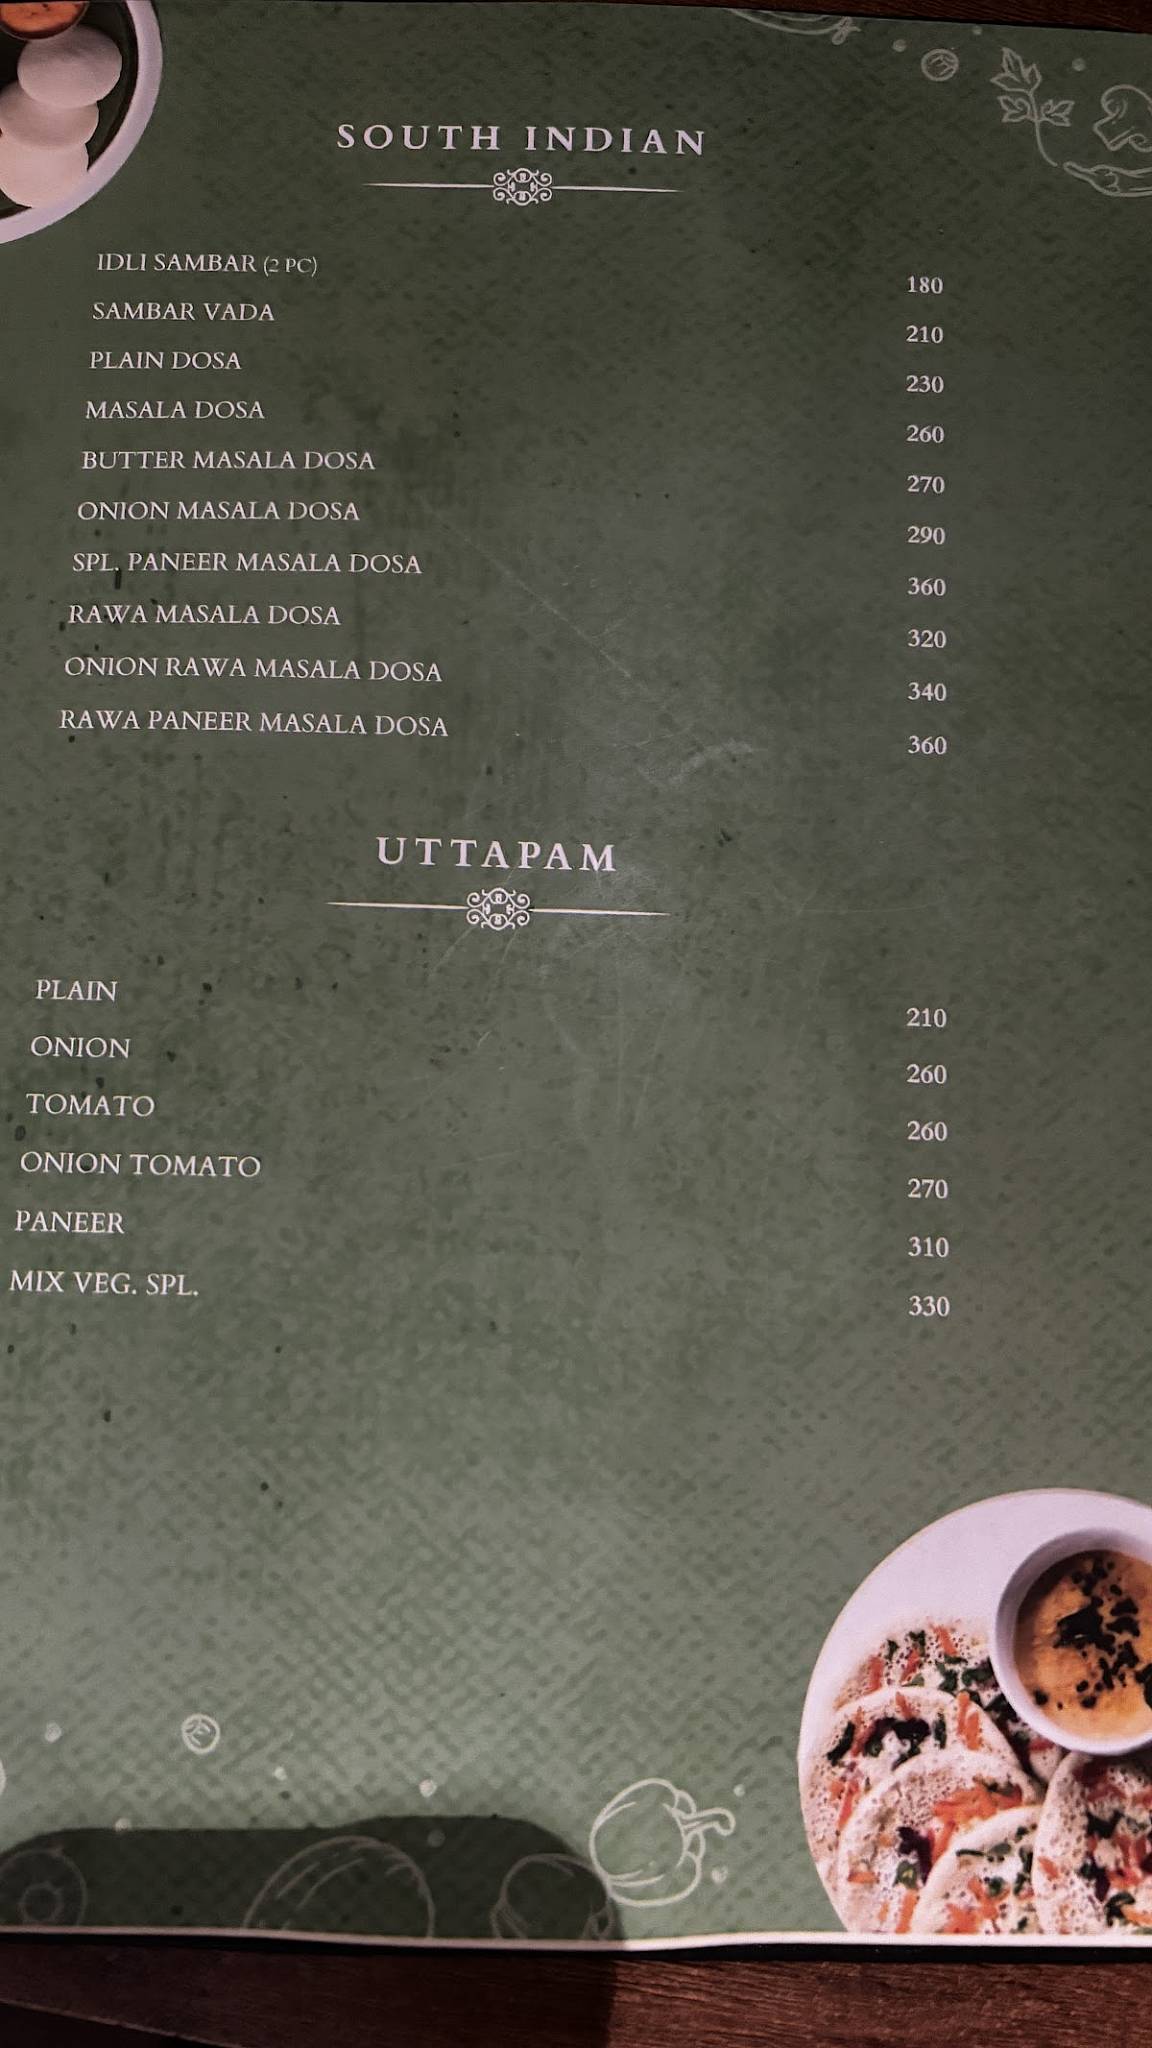 SOUTH INDIAN
IDLI SAMBAR (2 PC) 180
SAMBAR VADA 210
PLAIN DOSA 230
MASALA DOSA 260
BUTTER MASALA DOSA 270
ONION MASALA DOSA 290
SPL. PANEER MASALA DOSA 360
RAWA MASALA DOSA 320
ONION RAWA MASALA DOSA 340
RAWA PANEER MASALA DOSA 360
UTTAPAM
PLAIN 210
ONION 260
TOMATO 260
ONION TOMATO 270
PANEER 310
MIX VEG. SPL. 330